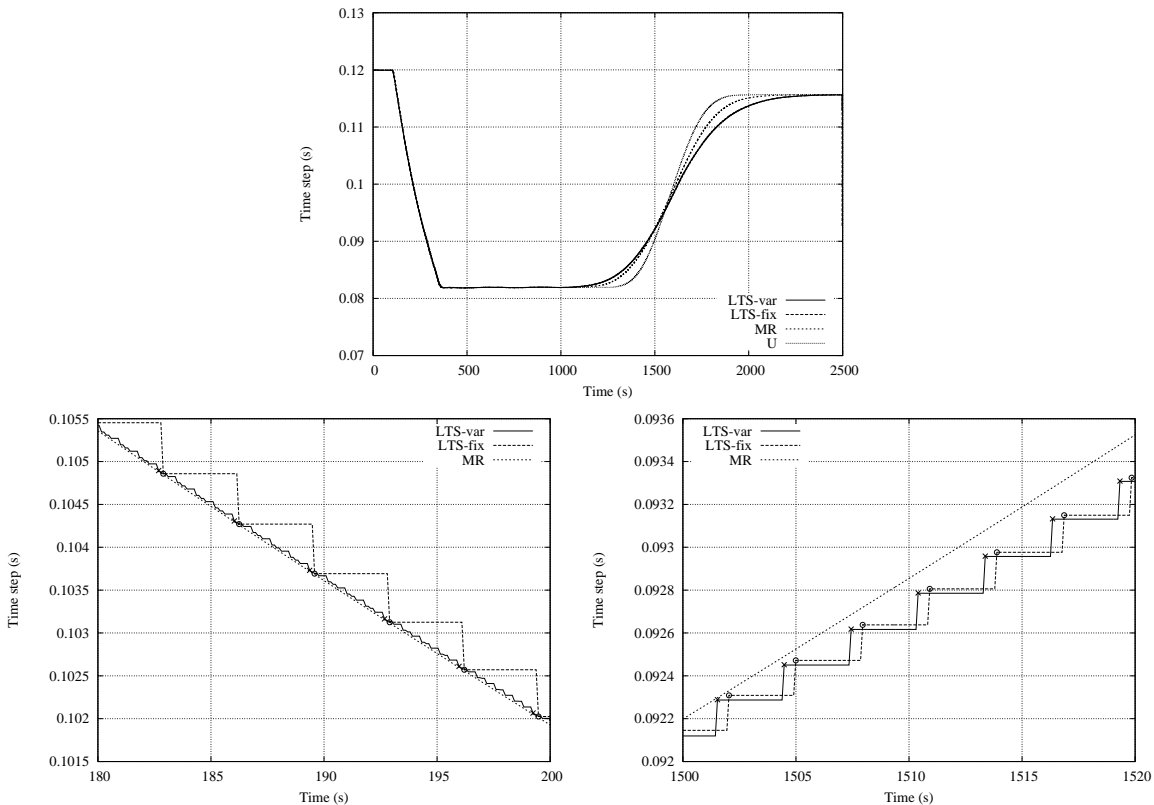 0.13
0.12
0.11
0.1
0.09
0.08
0.07
Time step (s)
LTS-var
LTS-fix
MR
U
0 500 1000 1500 2000 2500
Time (s)
0.1055
0.105
0.1045
0.104
0.1035
0.103
0.1025
0.102
0.1015
Time step (s)
LTS-var
LTS-fix
MR
180 185 190 195 200
Time (s)
0.0936
0.0934
0.0932
0.093
0.0928
0.0926
0.0924
0.0922
0.092
Time step (s)
LTS-var
LTS-fix
MR
1500 1505 1510 1515 1520
Time (s)